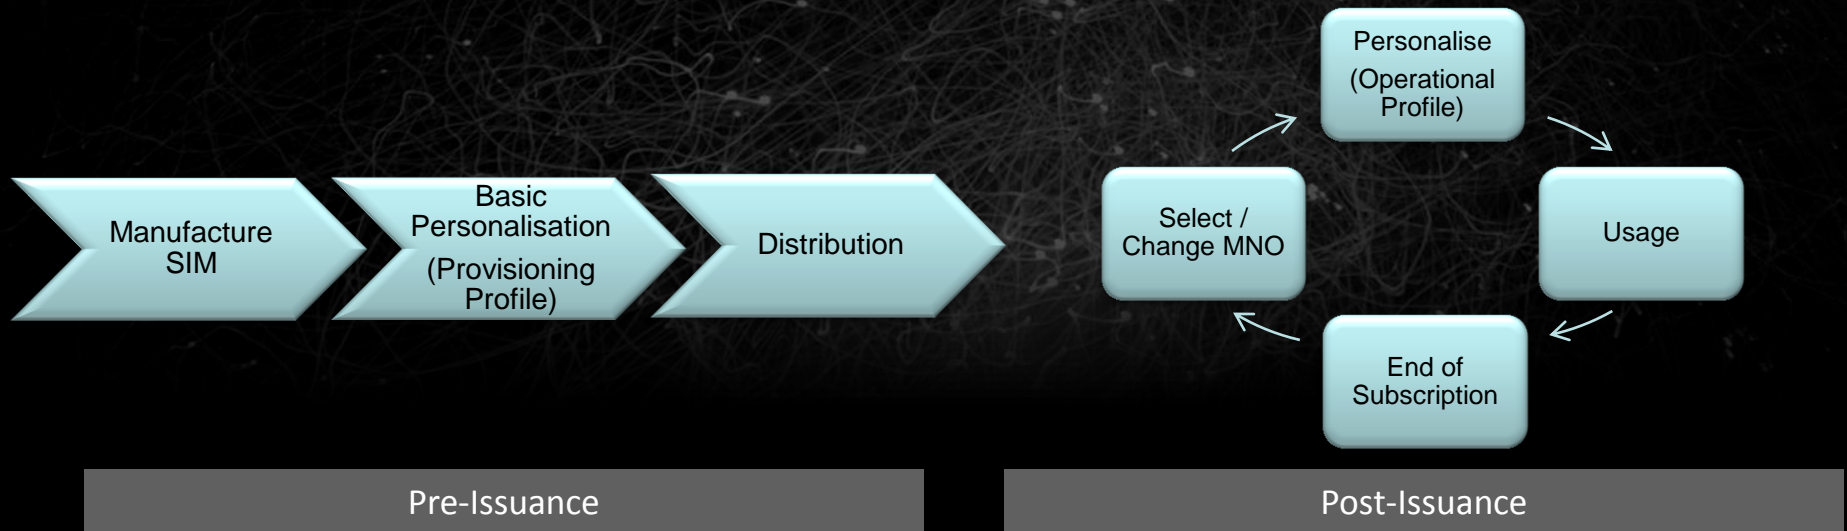 Manufacture
SIM
Basic
Personalisation
(Provisioning
Profile)
Distribution
Personalise
(Operational
Profile)
Select /
Change MNO
Usage
End of
Subscription
Pre-Issuance
Post-Issuance